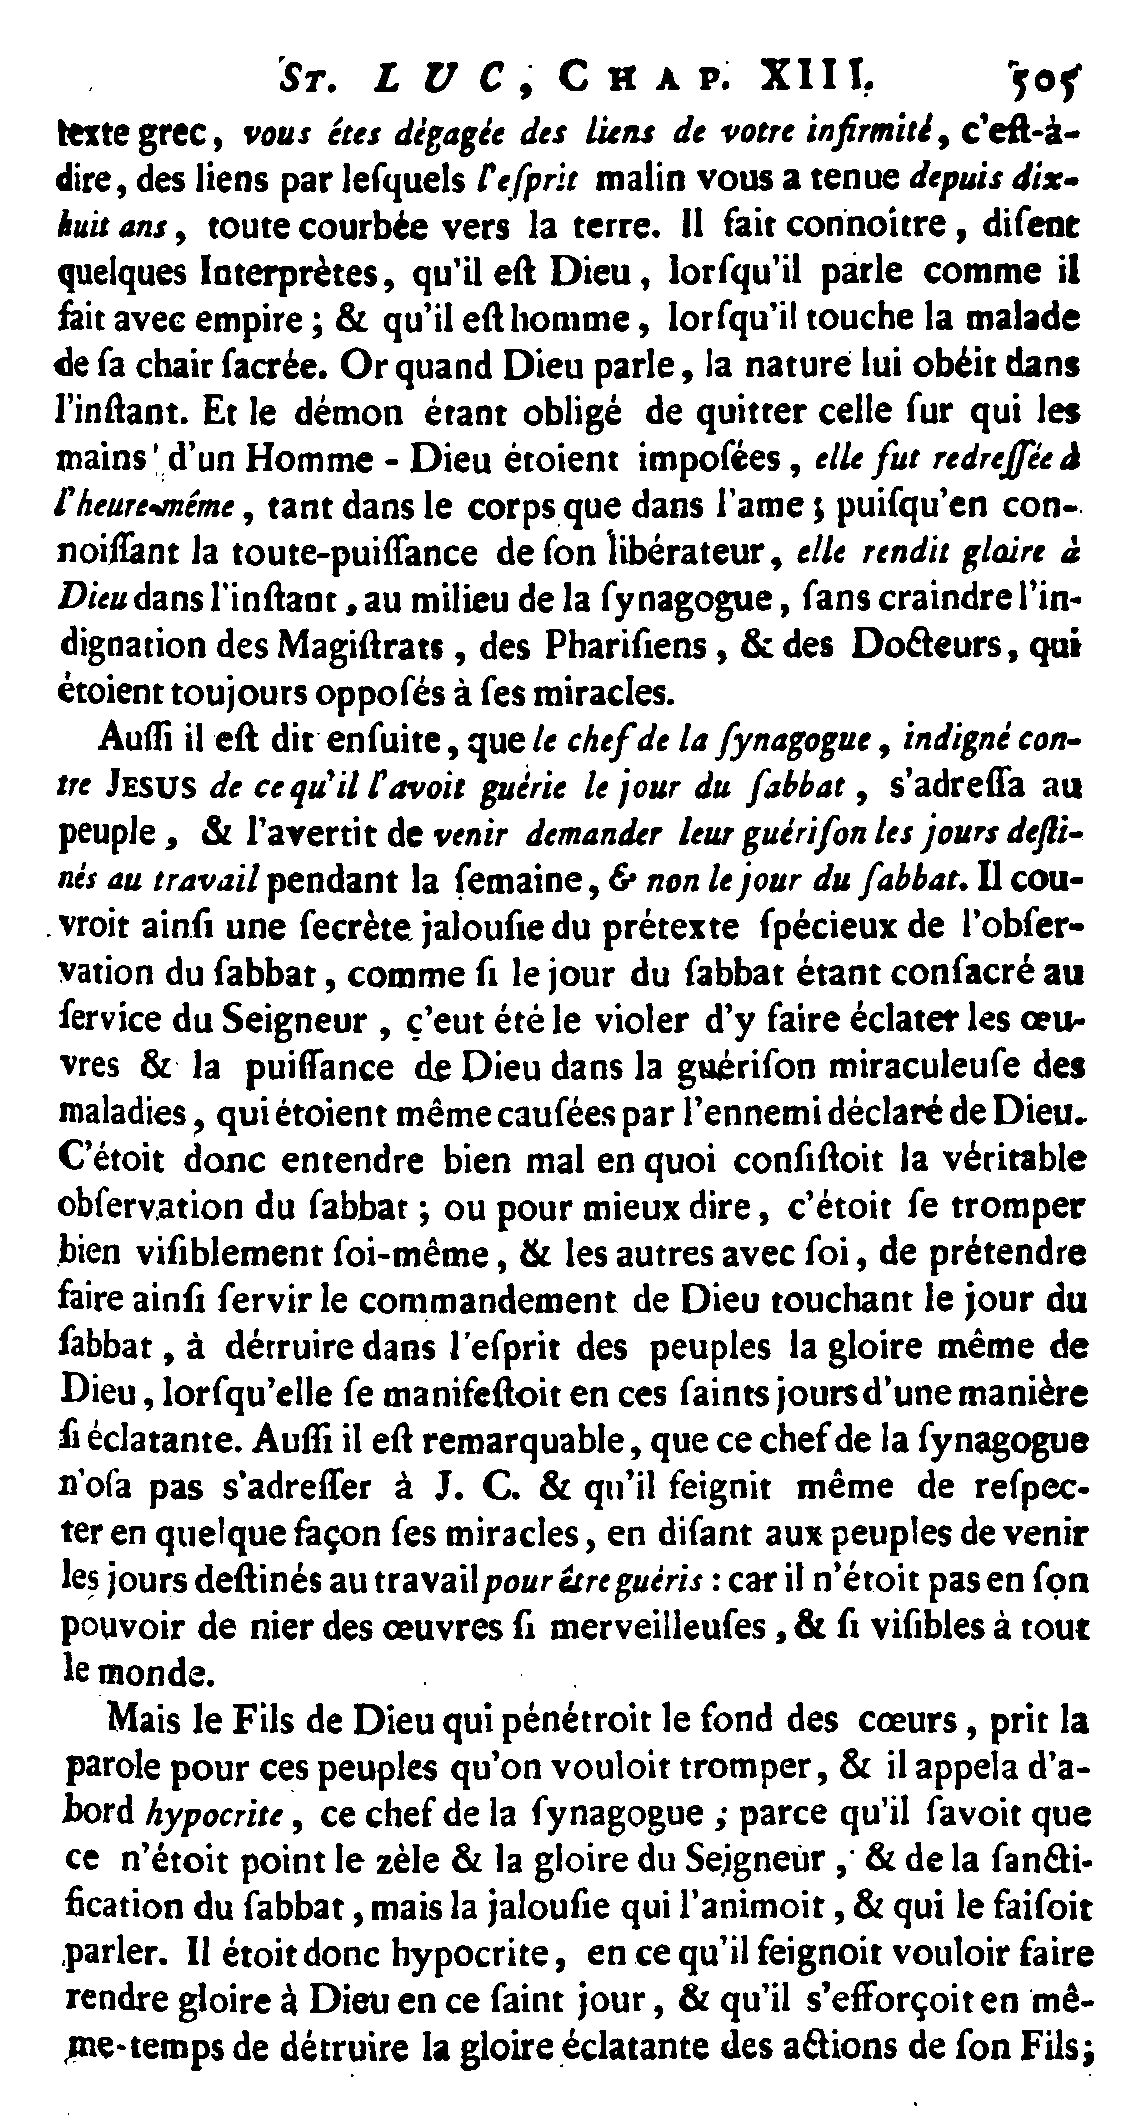 ST. LUC, CHAP. XIII. 505
texte grec, vous étes dégagée des liens de votre infirmité, c'eſt-à-
dire, des liens par leſquels l'eſprit malin vous a tenue depuis dix-
huit ans, toute courbée vers la terre. Il fait connoître, diſent
quelques Interprètes, qu'il eſt Dieu, lorſqu'il parle comme il
fait avec empire; & qu'il eſt homme, lorſqu'il touche la malade
de ſa chair ſacrée. Or quand Dieu parle, la nature lui obéit dans
l'inſtant. Et le démon étant obligé de quitter celle ſur qui les
mains d'un Homme-Dieu étoient impoſées, elle fut redreſſée à
l'heure-même, tant dans le corps que dans l'ame; puiſqu'en con-
noiſſant la toute-puiſſance de ſon libérateur, elle rendit gloire à
Dieu dans l'inſtant, au milieu de la ſynagogue, ſans craindre l'in-
dignation des Magiſtrats, des Phariſiens, & des Docteurs, qui
étoient toujours oppoſés à ſes miracles.
Auſſi il eſt dit enſuite, que le chef de la ſynagogue, indigné con-
tre JESUS de ce qu'il l'avoit guérie le jour du ſabbat, s'adreſſa au
peuple, & l'avertit de venir demander leur guériſon les jours deſti-
nés au travail pendant la ſemaine, & non le jour du ſabbat. Il cou-
vroit ainſi une ſecrète jalouſie du prétexte ſpécieux de l'obſer-
vation du ſabbat, comme ſi le jour du ſabbat étant conſacré au
ſervice du Seigneur, ç'eut été le violer d'y faire éclater les œu-
vres & la puiſſance de Dieu dans la guériſon miraculeuſe des
maladies, qui étoient même cauſées par l'ennemi déclaré de Dieu.
C'étoit donc entendre bien mal en quoi conſiſtoit la véritable
obſervation du ſabbat; ou pour mieux dire, c'étoit ſe tromper
bien viſiblement ſoi-même, & les autres avec ſoi, de prétendre
faire ainſi ſervir le commandement de Dieu touchant le jour du
ſabbat, à détruire dans l'eſprit des peuples la gloire même de
Dieu, lorſqu'elle ſe manifeſtoit en ces ſaints jours d'une manière
ſi éclatante. Auſſi il eſt remarquable, que ce chef de la ſynagogue
n'oſa pas s'adreſſer à J. C. & qu'il feignit même de reſpec-
ter en quelque façon ſes miracles, en diſant aux peuples de venir
les jours deſtinés au travail pour être guéris: car il n'étoit pas en ſon
pouvoir de nier des œuvres ſi merveilleuſes, & ſi viſibles à tout
le monde.
Mais le Fils de Dieu qui pénétroit le fond des cœurs, prit la
parole pour ces peuples qu'on vouloit tromper, & il appela d'a-
bord hypocrite, ce chef de la ſynagogue; parce qu'il ſavoit que
ce n'étoit point le zèle & la gloire du Seigneur, & de la ſancti-
fication du ſabbat, mais la jalouſie qui l'animoit, & qui le faiſoit
parler. Il étoit donc hypocrite, en ce qu'il feignoit vouloir faire
rendre gloire à Dieu en ce ſaint jour, & qu'il s'efforçoit en mê-
me-temps de détruire la gloire éclatante des actions de ſon Fils;